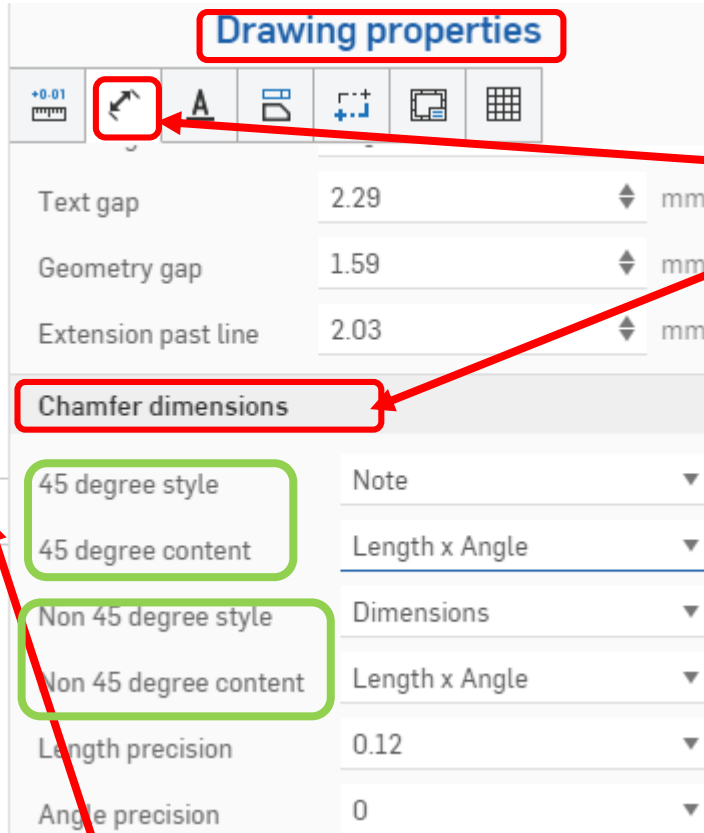 Drawing properties
+0.01
A
Text gap 2.29 mm
Geometry gap 1.59 mm
Extension past line 2.03 mm
Chamfer dimensions
45 degree style Note
45 degree content Length x Angle
Non 45 degree style Dimensions
Non 45 degree content Length x Angle
Length precision 0.12
Angle precision 0